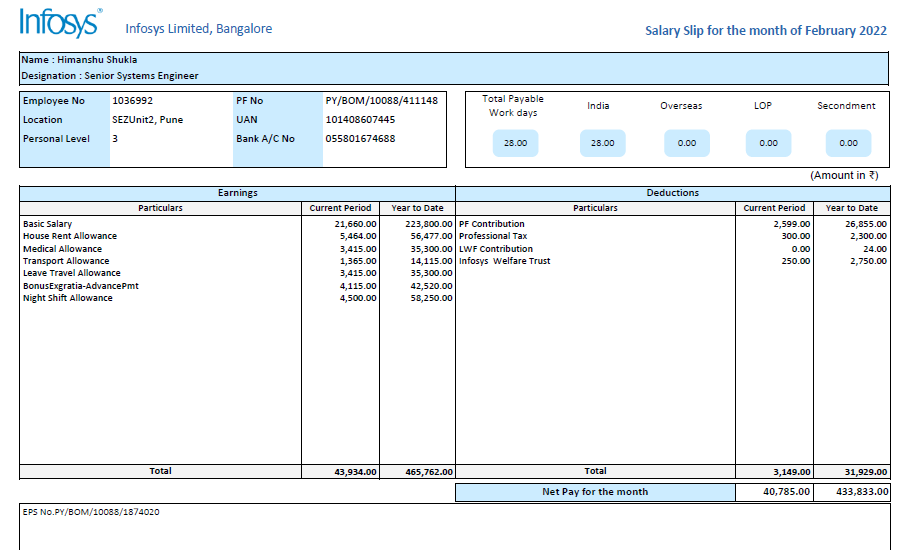 Infosys® Infosys Limited, Bangalore Salary Slip for the month of February 2022
Name : Himanshu Shukla
Designation : Senior Systems Engineer
Employee No 1036992 PF No PY/BOM/10088/411148
Location SEZUnit2, Pune UAN 101408607445
Personal Level 3 Bank A/C No 055801674688
Total Payable Work days India Overseas LOP Secondment
28.00 28.00 0.00 0.00 0.00
(Amount in ₹)
Earnings Deductions
Particulars Current Period Year to Date Particulars Current Period Year to Date
Basic Salary 21,660.00 223,800.00 PF Contribution 2,599.00 26,855.00
House Rent Allowance 5,464.00 56,477.00 Professional Tax 300.00 2,300.00
Medical Allowance 3,415.00 35,300.00 LWF Contribution 0.00 24.00
Transport Allowance 1,365.00 14,115.00 Infosys Welfare Trust 250.00 2,750.00
Leave Travel Allowance 3,415.00 35,300.00
BonusExgratia-AdvancePmt 4,115.00 42,520.00
Night Shift Allowance 4,500.00 58,250.00
Total 43,934.00 465,762.00 Total 3,149.00 31,929.00
Net Pay for the month 40,785.00 433,833.00
EPS No.PY/BOM/10088/1874020